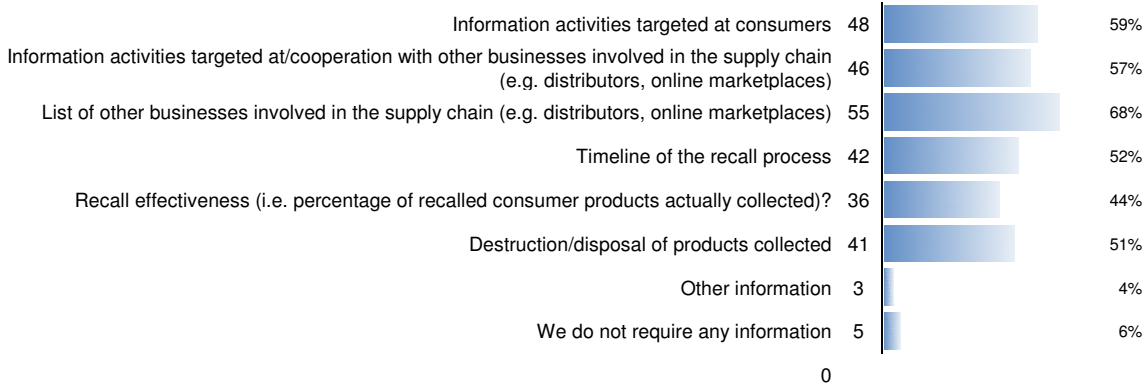 Information activities targeted at consumers 48 59%
Information activities targeted at/cooperation with other businesses involved in the supply chain
(e.g. distributors, online marketplaces) 46 57%
List of other businesses involved in the supply chain (e.g. distributors, online marketplaces) 55 68%
Timeline of the recall process 42 52%
Recall effectiveness (i.e. percentage of recalled consumer products actually collected)? 36 44%
Destruction/disposal of products collected 41 51%
Other information 3 4%
We do not require any information 5 6%
0